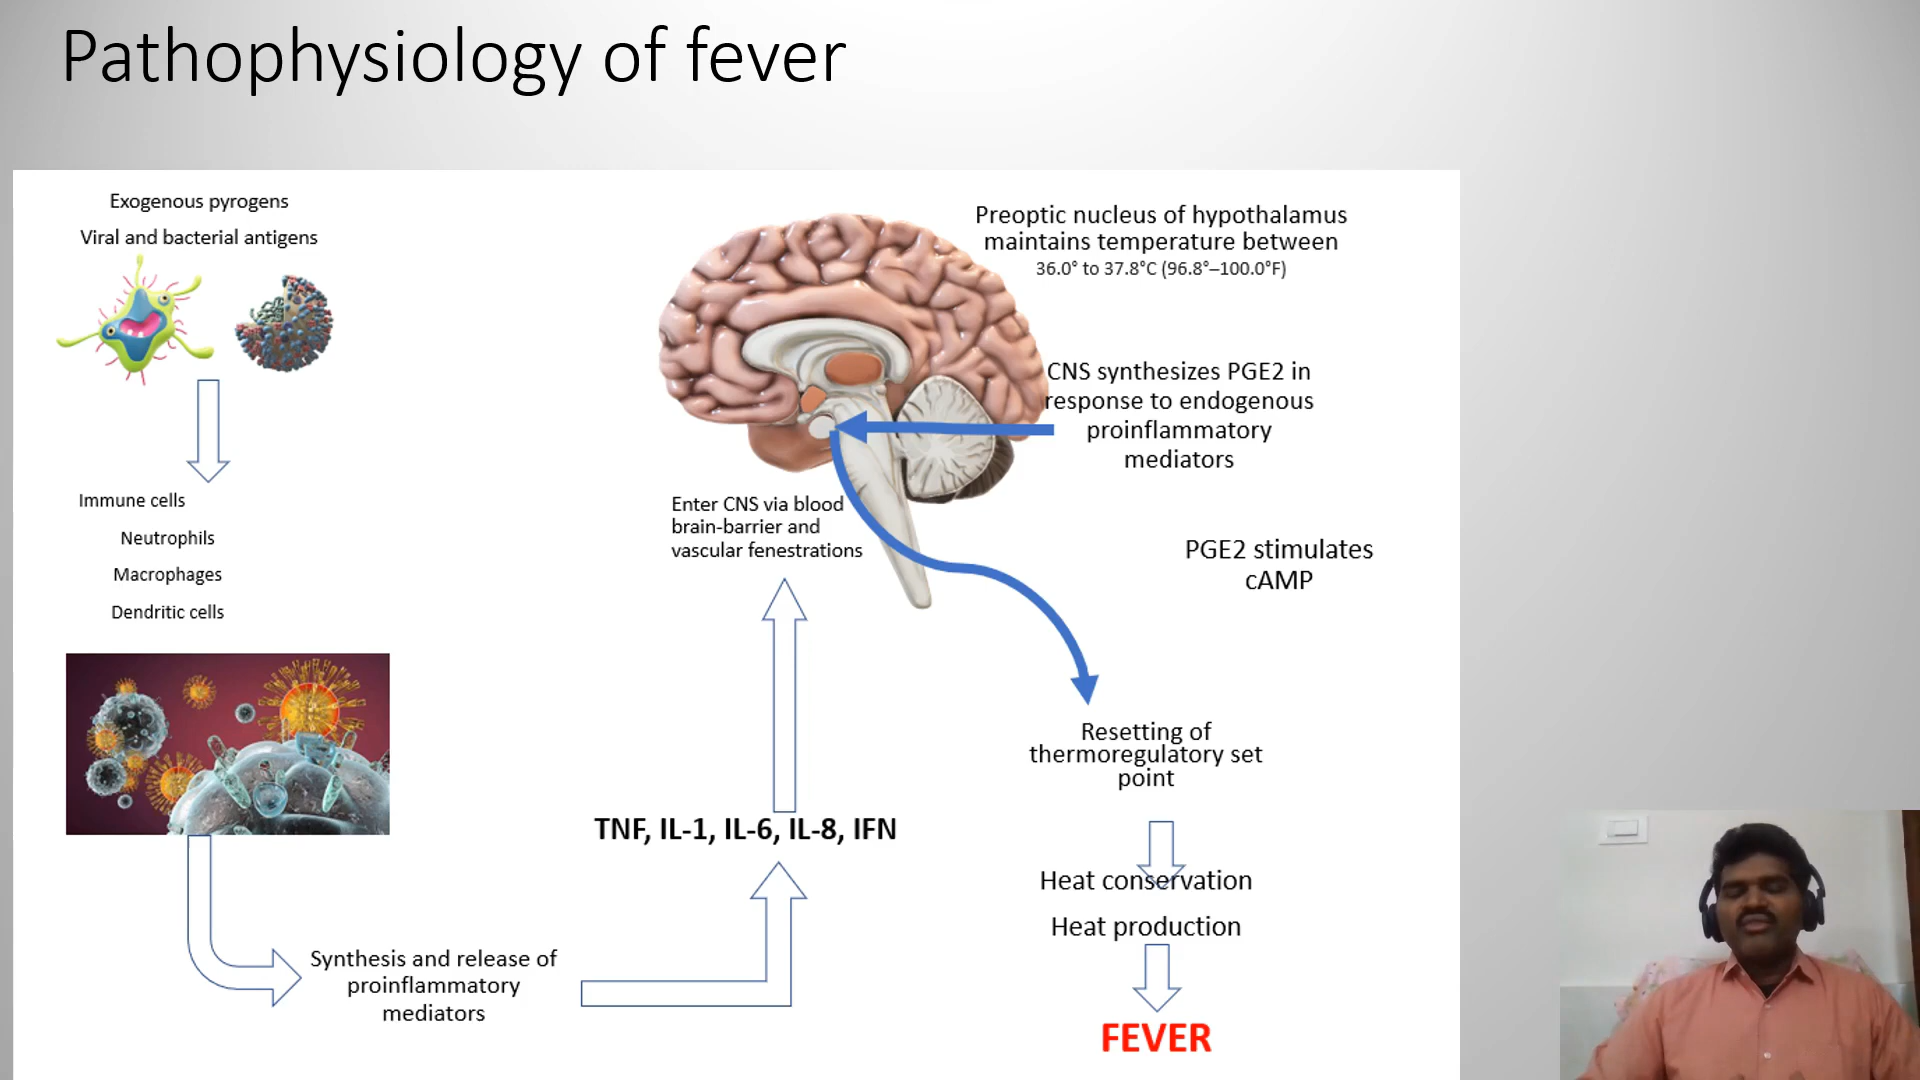 Pathophysiology of fever
Exogenous pyrogens
Viral and bacterial antigens
Immune cells
Neutrophils
Macrophages
Dendritic cells
Synthesis and release of
proinflammatory
mediators
TNF, IL-1, IL-6, IL-8, IFN
Enter CNS via blood
brain-barrier and
vascular fenestrations
Preoptic nucleus of hypothalamus
maintains temperature between
36.0° to 37.8°C (96.8°–100.0°F)
CNS synthesizes PGE2 in
response to endogenous
proinflammatory
mediators
PGE2 stimulates
cAMP
Resetting of
thermoregulatory set
point
Heat conservation
Heat production
FEVER